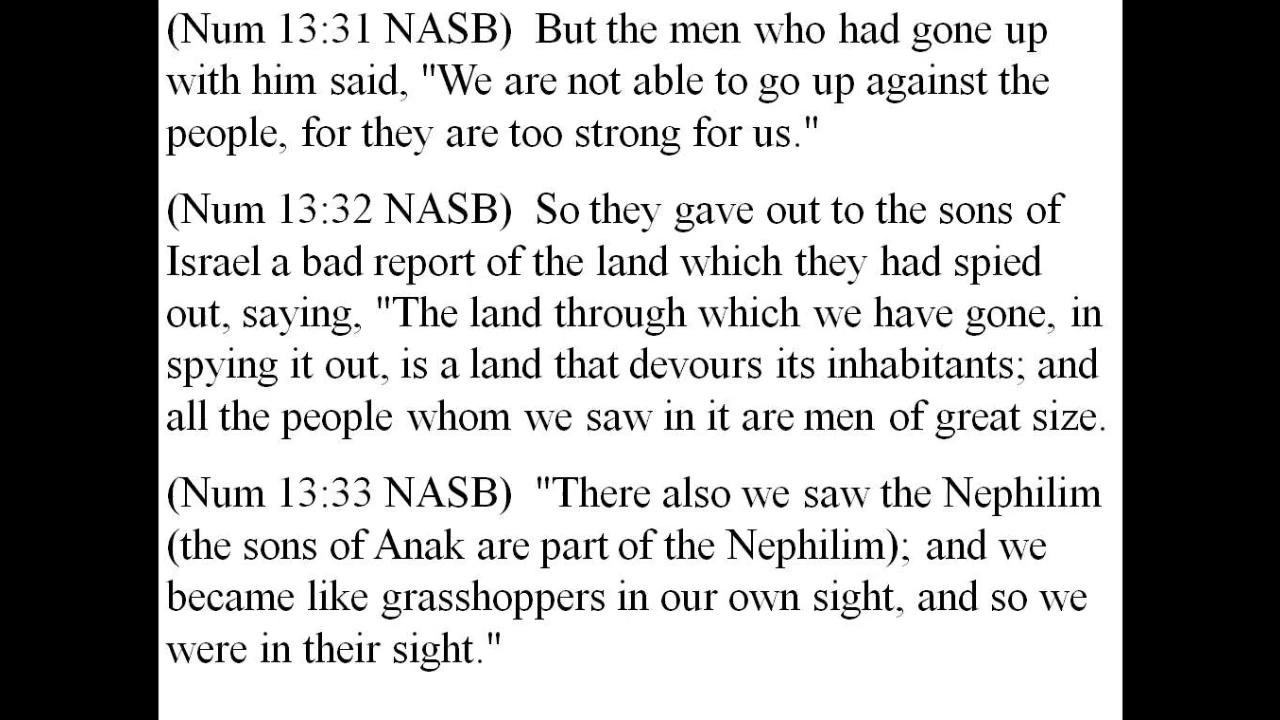 (Num 13:31 NASB)  But the men who had gone up
with him said, "We are not able to go up against the
people, for they are too strong for us."
(Num 13:32 NASB)  So they gave out to the sons of
Israel a bad report of the land which they had spied
out, saying, "The land through which we have gone, in
spying it out, is a land that devours its inhabitants; and
all the people whom we saw in it are men of great size.
(Num 13:33 NASB)  "There also we saw the Nephilim
(the sons of Anak are part of the Nephilim); and we
became like grasshoppers in our own sight, and so we
were in their sight."